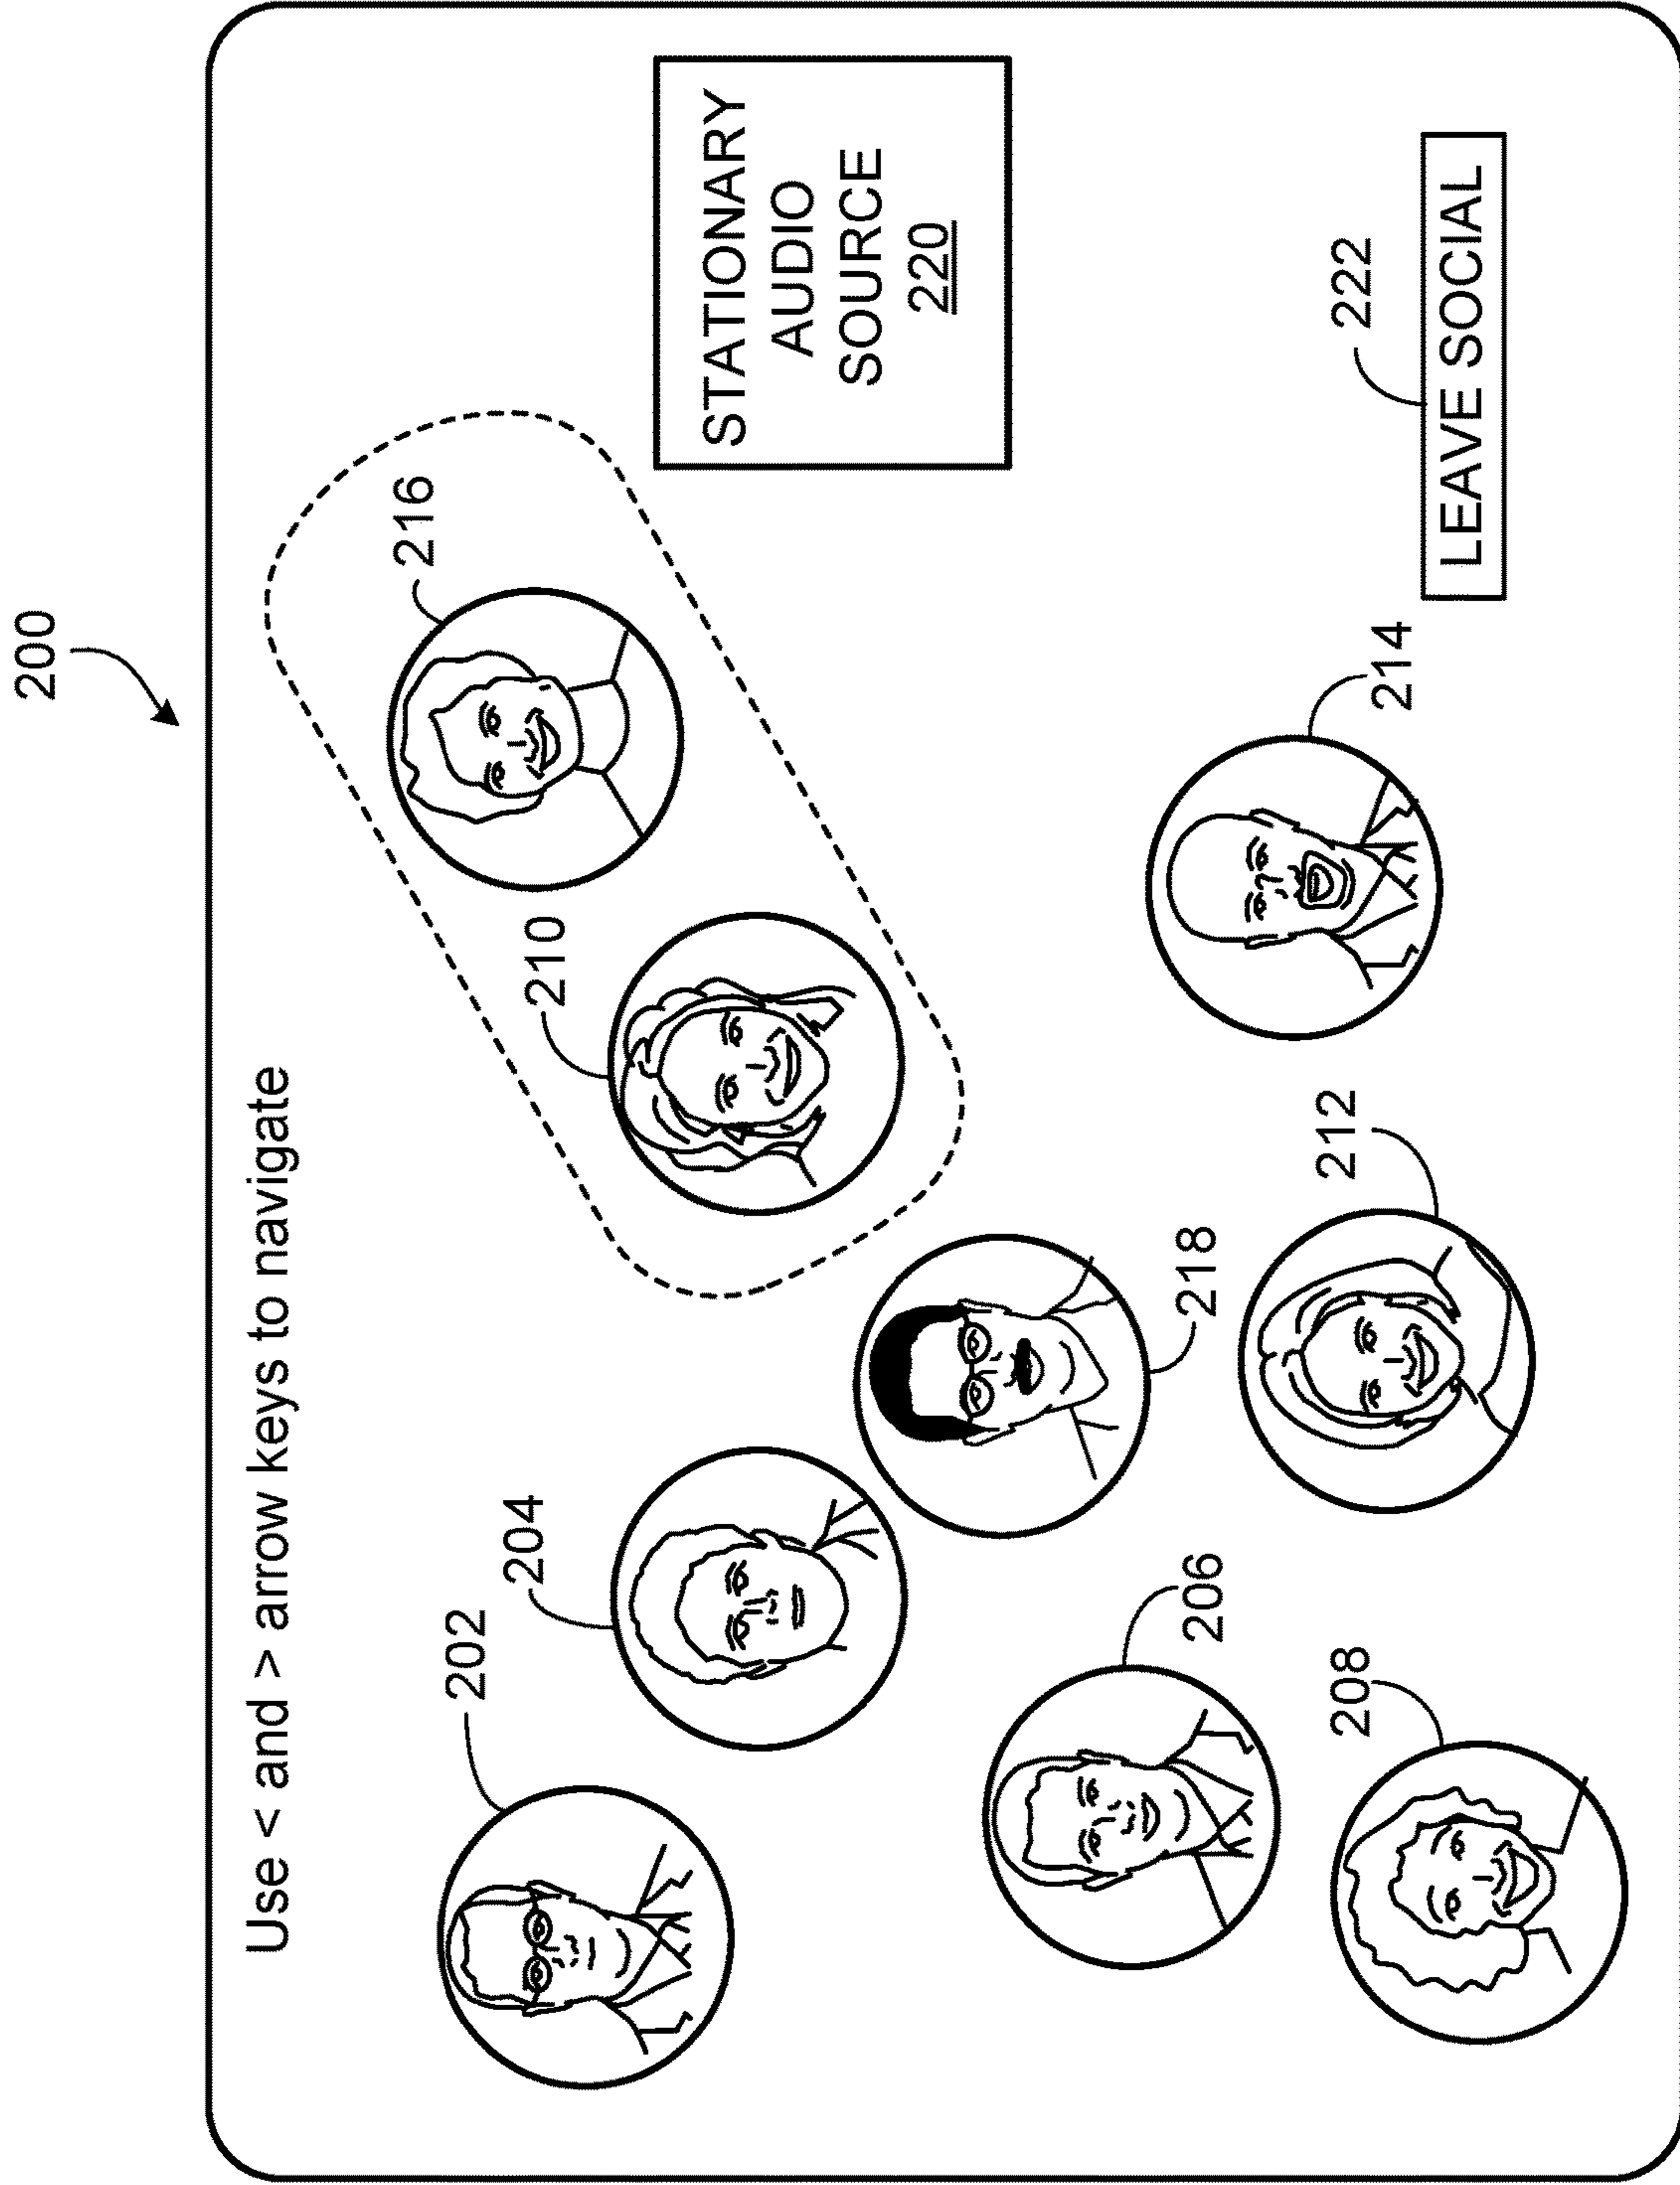 200
Use < and > arrow keys to navigate
202
204
210
216
218
206
208
212
214
STATIONARY
AUDIO
SOURCE
220
222
LEAVE SOCIAL